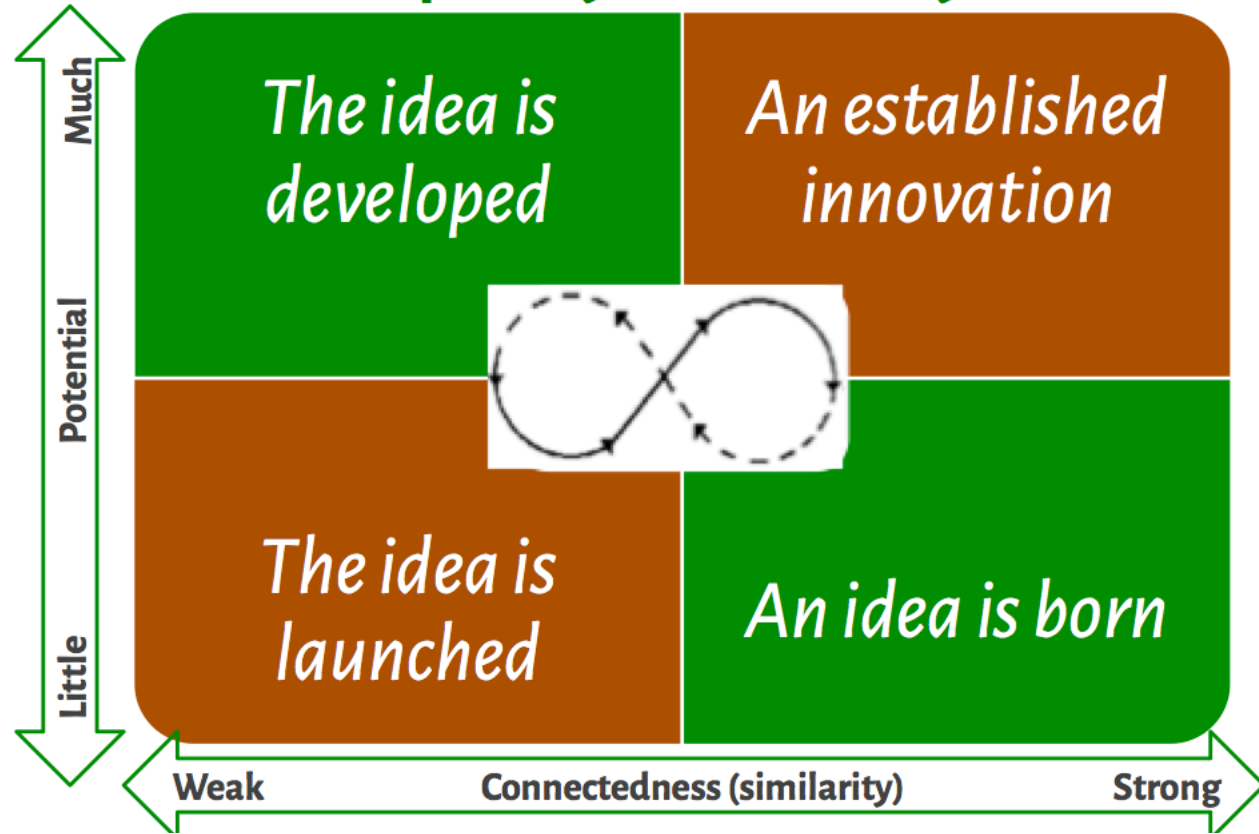 Much
The idea is
developed
An established
innovation
Potential
The idea is
launched
An idea is born
Little
Weak
Connectedness (similarity)
Strong